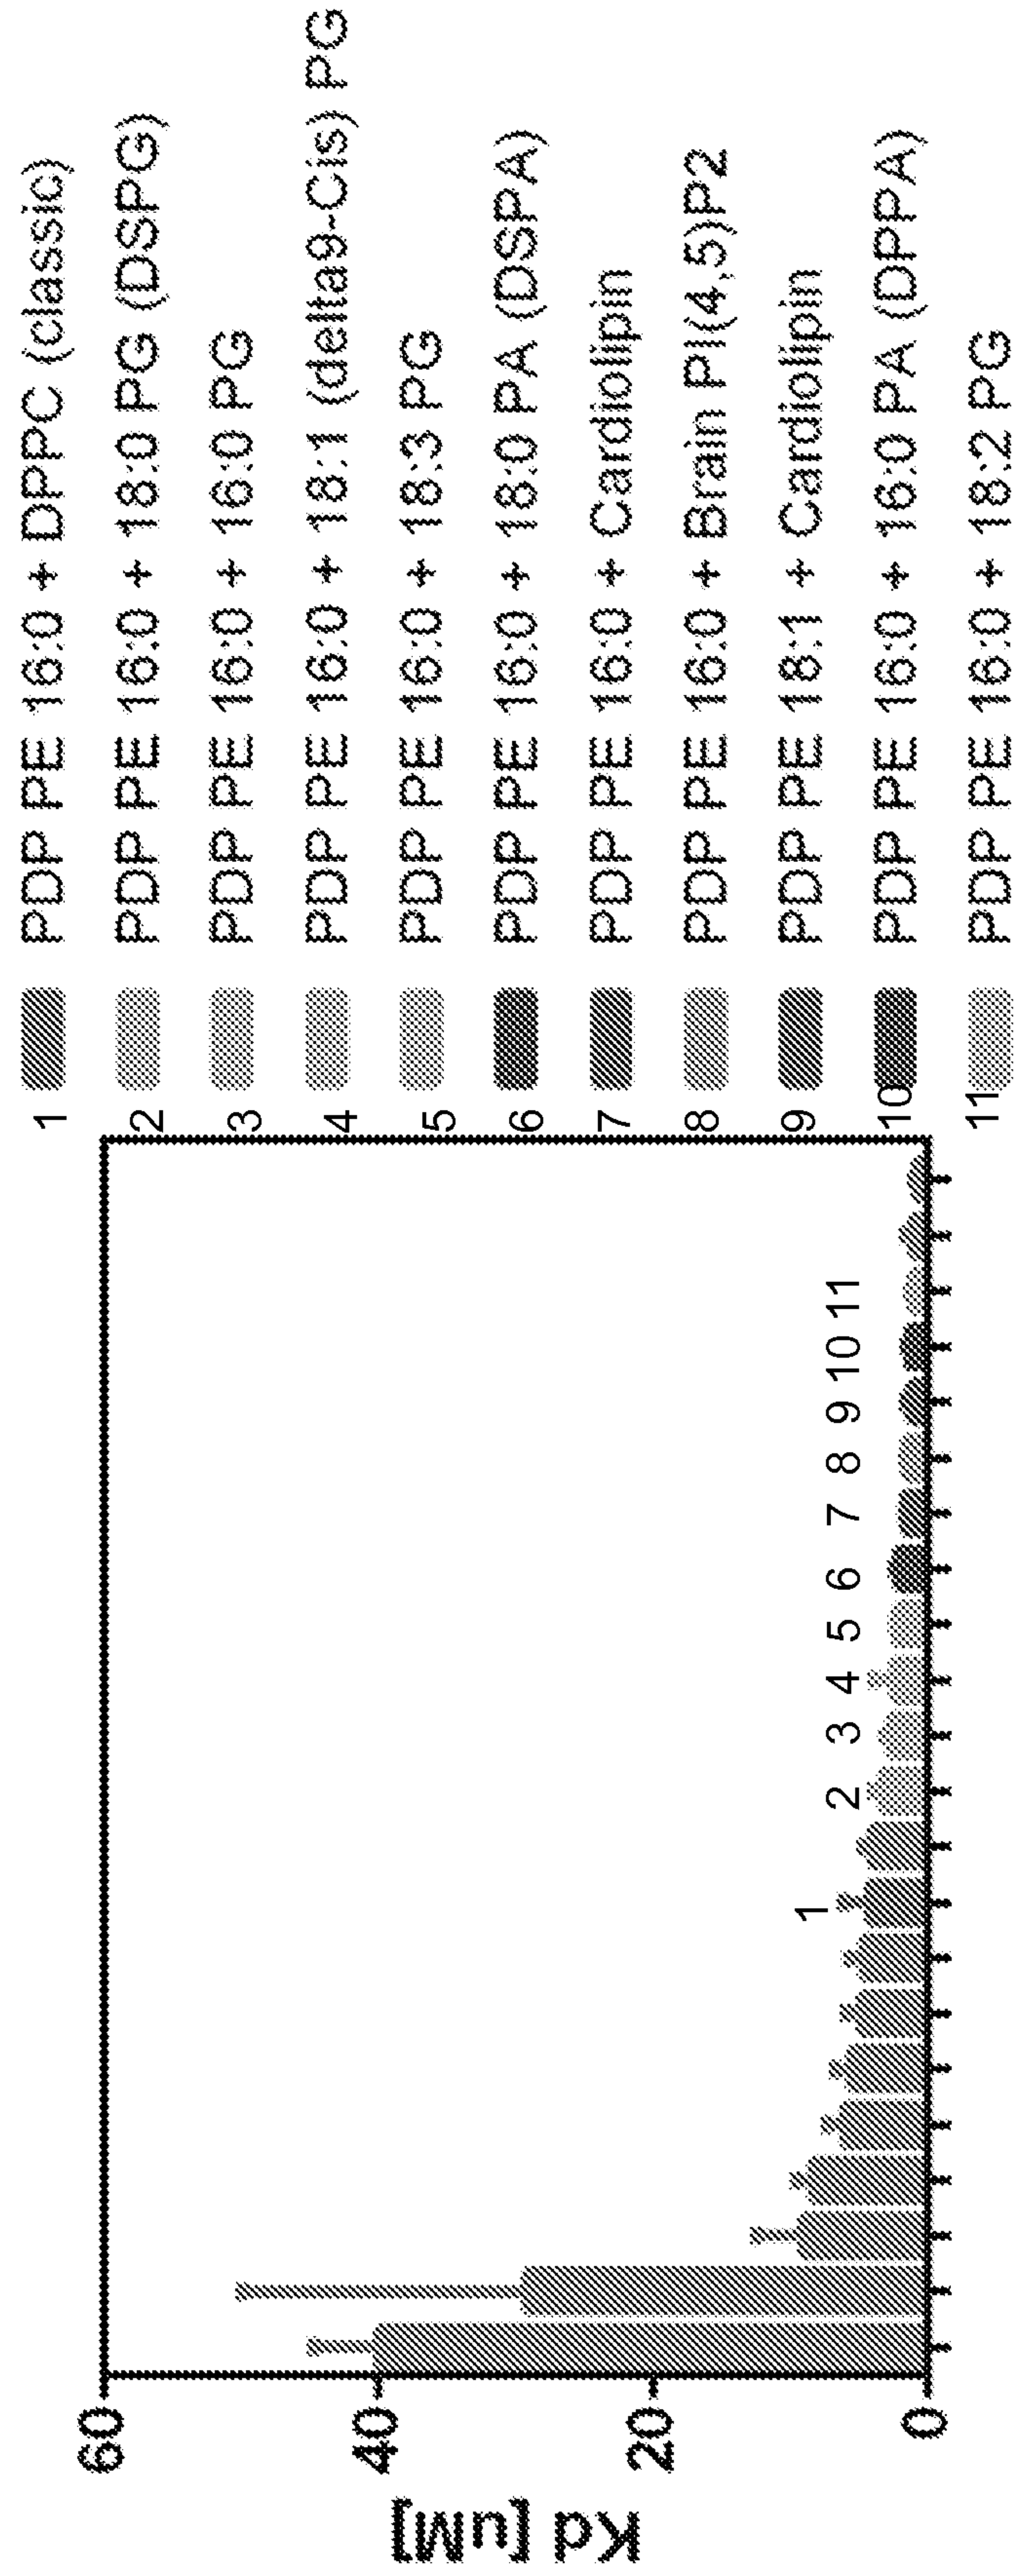 Kd [uM]
60
40
20
0
1
2 3 4 5 6 7 8 9 10 11
1 PDP PE 16:0 + DPPC (classic)
2 PDP PE 16:0 + 18:0 PG (DSPG)
3 PDP PE 16:0 + 16:0 PG
4 PDP PE 16:0 + 18:1 (delta9-Cis) PG
5 PDP PE 16:0 + 18:3 PG
6 PDP PE 16:0 + 18:0 PA (DSPA)
7 PDP PE 16:0 + Cardiolipin
8 PDP PE 16:0 + Brain PI(4,5)P2
9 PDP PE 18:1 + Cardiolipin
10 PDP PE 16:0 + 16:0 PA (DPPA)
11 PDP PE 16:0 + 18:2 PG